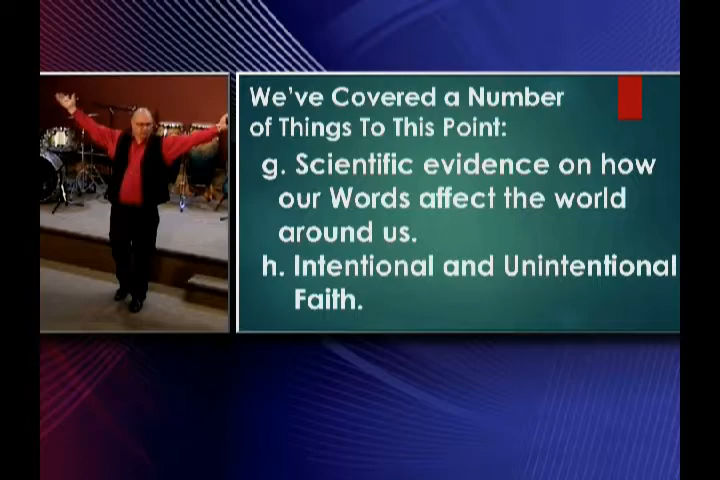 We've Covered a Number
of Things To This Point:
g. Scientific evidence on how
our Words affect the world
around us.
h. Intentional and Unintentional
Faith.